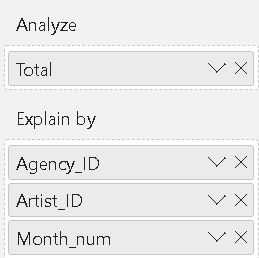 Analyze
Total
Explain by
Agency_ID
Artist_ID
Month_num